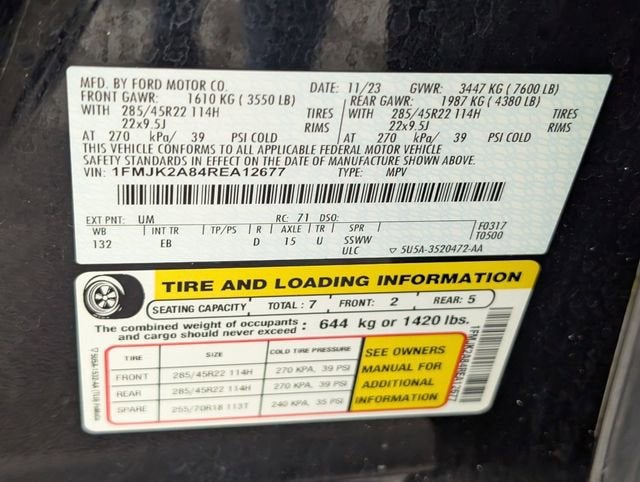 MFD. BY FORD MOTOR CO. DATE: 11/23 GVWR: 3447 KG ( 7600 LB)
FRONT GAWR: 1610 KG ( 3550 LB) REAR GAWR: 1987 KG ( 4380 LB)
WITH 285/45R22 114H TIRES WITH 285/45R22 114H TIRES
22x9.5J RIMS 22x9.5J RIMS
AT 270 kPa/ 39 PSI COLD AT 270 kPa/ 39 PSI COLD
THIS VEHICLE CONFORMS TO ALL APPLICABLE FEDERAL MOTOR VEHICLE
SAFETY STANDARDS IN EFFECT ON THE DATE OF MANUFACTURE SHOWN ABOVE.
VIN: 1FMJK2A84REA12677 TYPE: MPV
EXT PNT: UM RC: 71 DSO:
WB INT TR TP/PS R AXLE TR SPR F0317
132 EB D 15 U SSWW T0500
ULC ▽ 5U5A-3520472-AA
TIRE AND LOADING INFORMATION
SEATING CAPACITY TOTAL : 7 FRONT: 2 REAR: 5
The combined weight of occupants and cargo should never exceed : 644 kg or 1420 lbs.
TIRE SIZE COLD TIRE PRESSURE
FRONT 285/45R22 114H 270 KPA, 39 PSI
REAR 285/45R22 114H 270 KPA, 39 PSI
SPARE 255/70R18 113T 240 KPA, 35 PSI
SEE OWNERS
MANUAL FOR
ADDITIONAL
INFORMATION